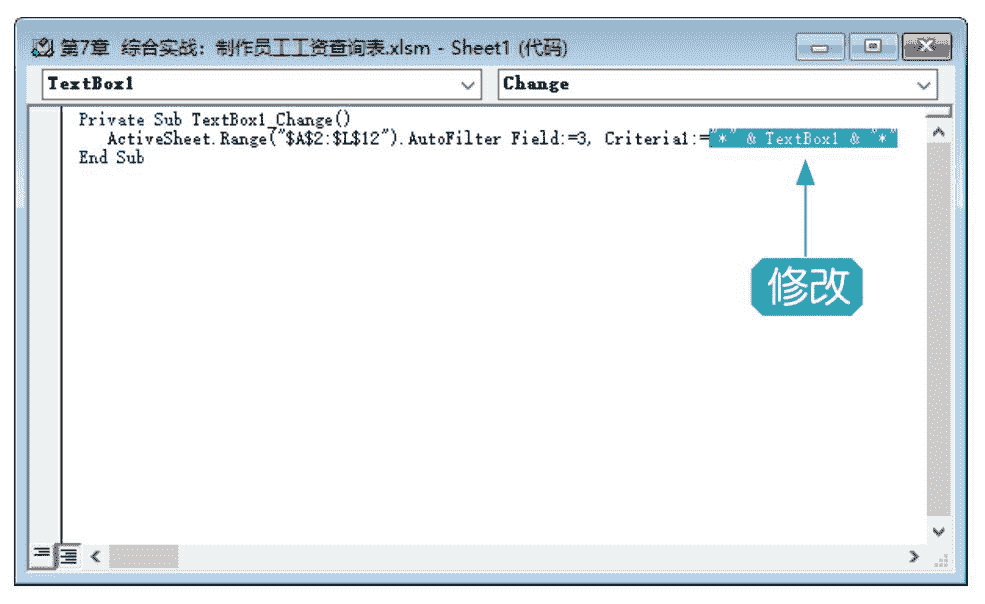 第7章 综合实战：制作员工工资查询表.xlsm - Sheet1 (代码)
TextBox1
Change
Private Sub TextBox1_Change()
ActiveSheet.Range("$A$2:$L$12").AutoFilter Field:=3, Criteria1:="*" & TextBox1 & "*"
End Sub
修改